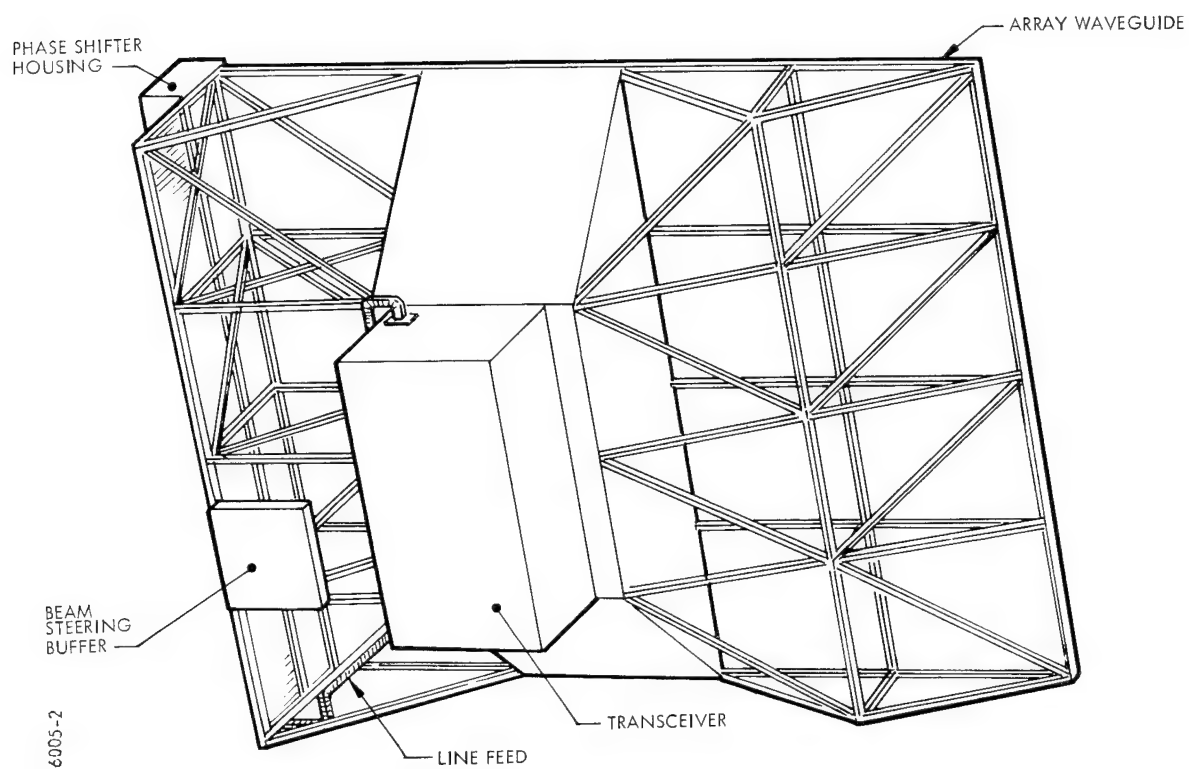 PHASE SHIFTER
HOUSING
ARRAY WAVEGUIDE
BEAM
STEERING
BUFFER
TRANSCEIVER
LINE FEED
6005-2